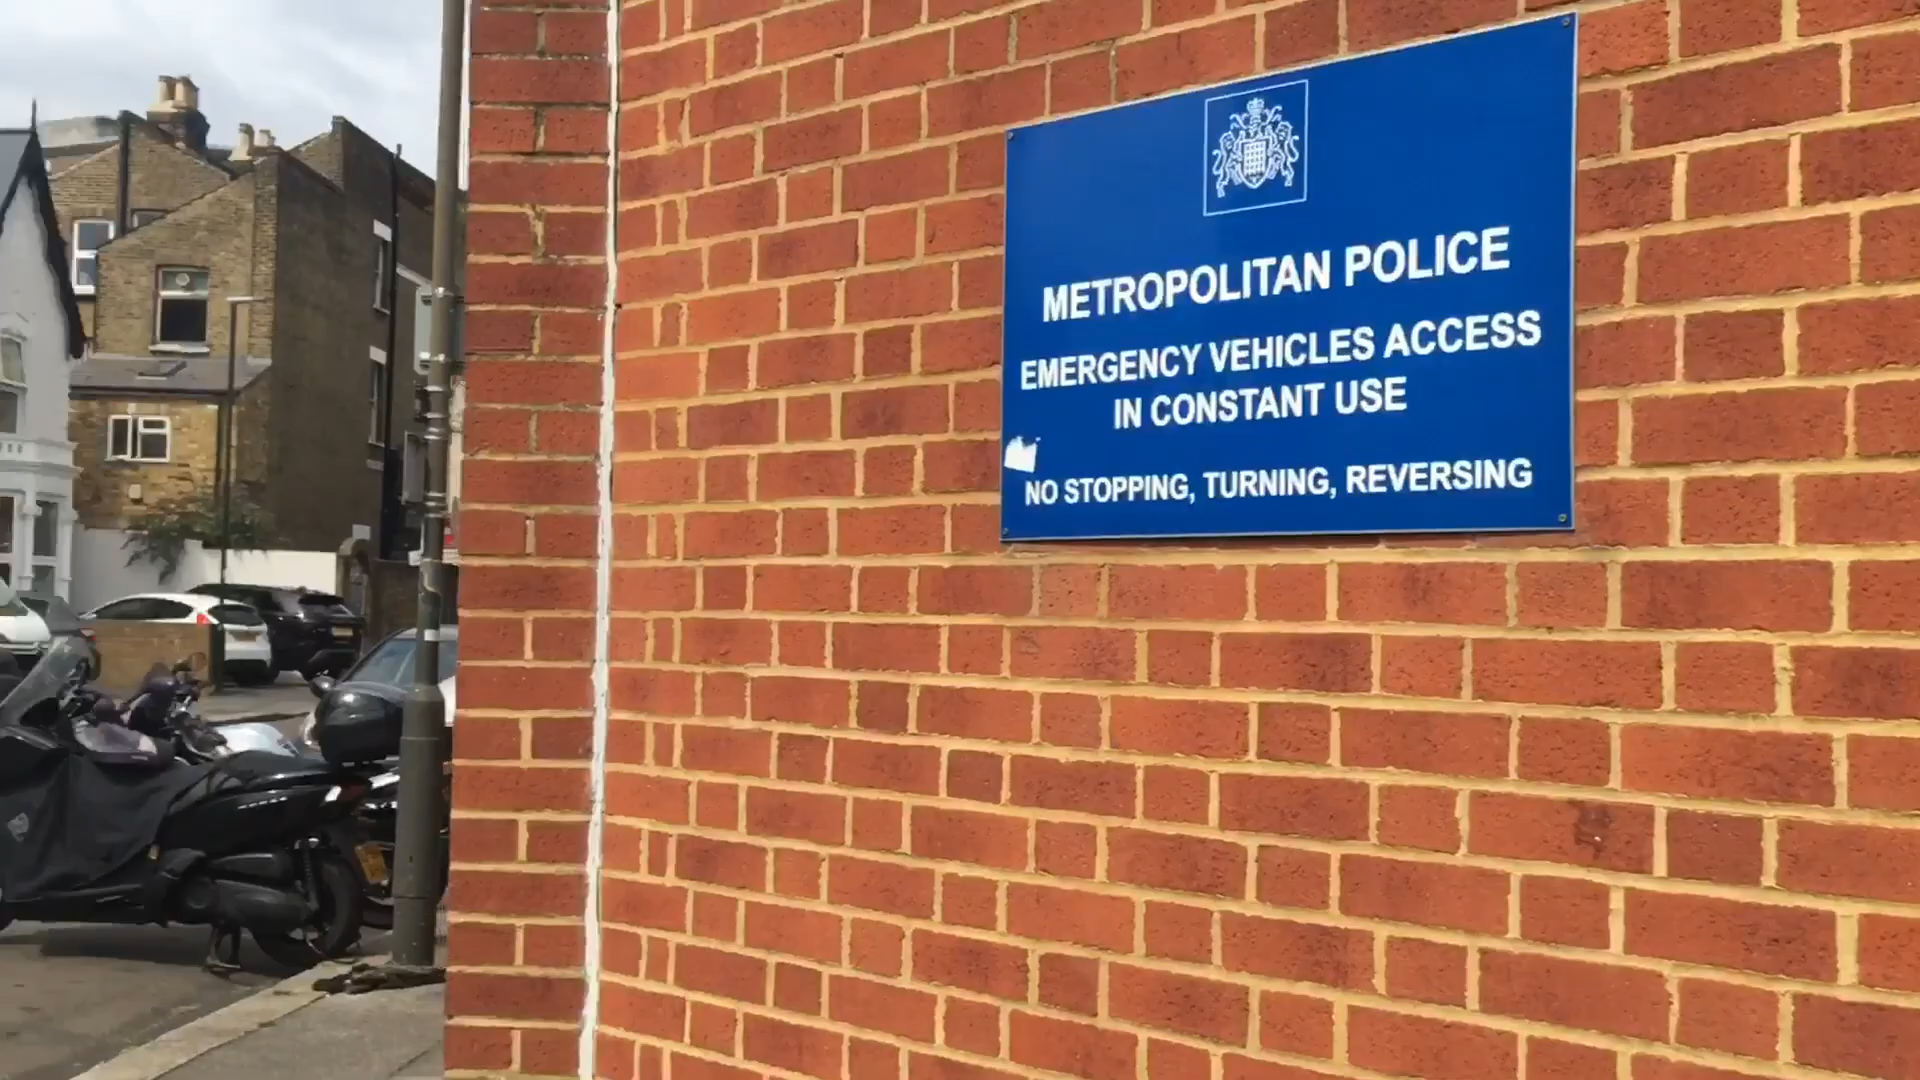 METROPOLITAN POLICE
EMERGENCY VEHICLES ACCESS
IN CONSTANT USE
NO STOPPING, TURNING, REVERSING